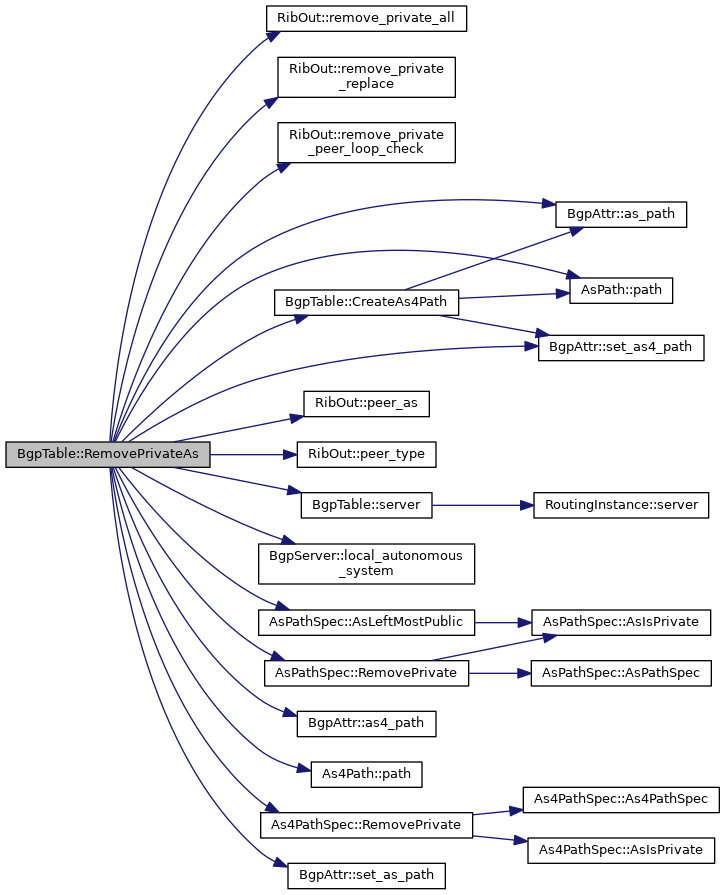 RibOut::remove_private_all
RibOut::remove_private
_replace
RibOut::remove_private
_peer_loop_check
BgpAttr::as_path
AsPath::path
BgpTable::CreateAs4Path
BgpAttr::set_as4_path
RibOut::peer_as
BgpTable::RemovePrivateAs
RibOut::peer_type
BgpTable::server
RoutingInstance::server
BgpServer::local_autonomous
_system
AsPathSpec::AsLeftMostPublic
AsPathSpec::AsIsPrivate
AsPathSpec::RemovePrivate
AsPathSpec::AsPathSpec
BgpAttr::as4_path
As4Path::path
As4PathSpec::As4PathSpec
As4PathSpec::RemovePrivate
As4PathSpec::AsIsPrivate
BgpAttr::set_as_path